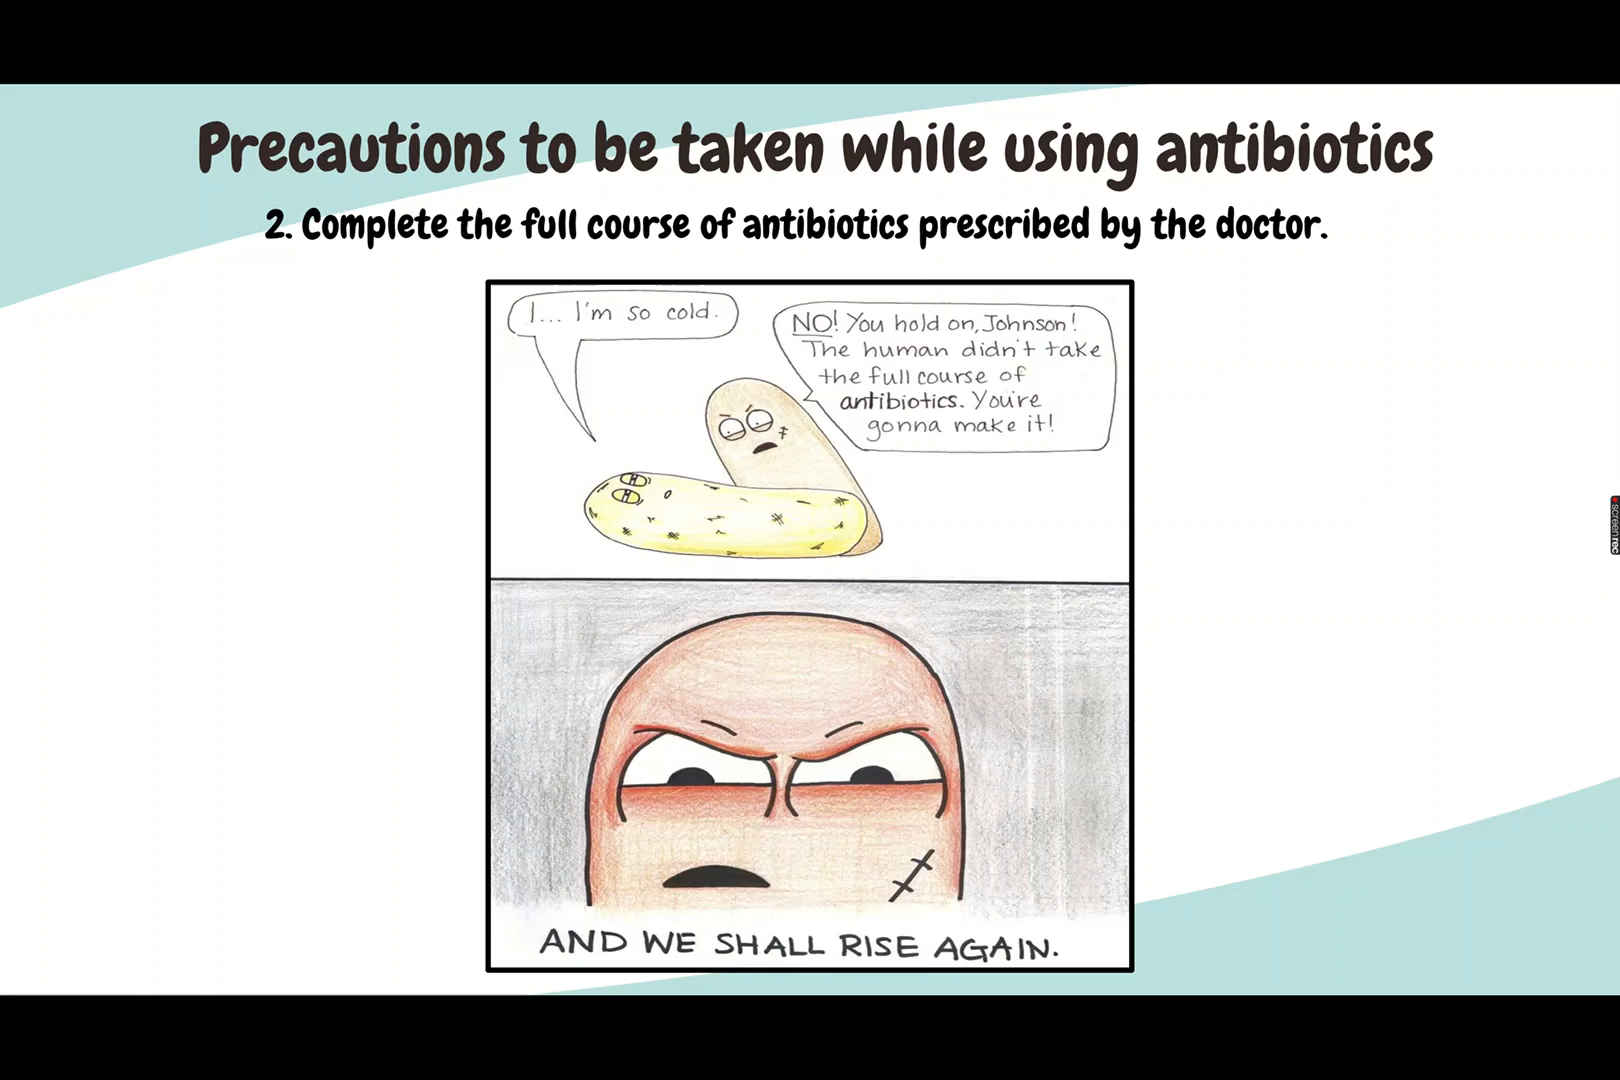 Precautions to be taken while using antibiotics
2. Complete the full course of antibiotics prescribed by the doctor.
I... I'm so cold.
NO! You hold on, Johnson!
The human didn't take
the full course of
antibiotics. You're
gonna make it!
AND WE SHALL RISE AGAIN.
screenrec